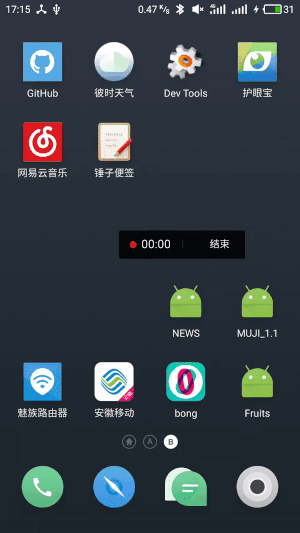 17:15
0.47 K/s
4G
31
GitHub
彼时天气
Dev Tools
护眼宝
网易云音乐
锤子便签
00:00
结束
NEWS
MUJI_1.1
魅族路由器
安徽移动
bong
Fruits
A
B